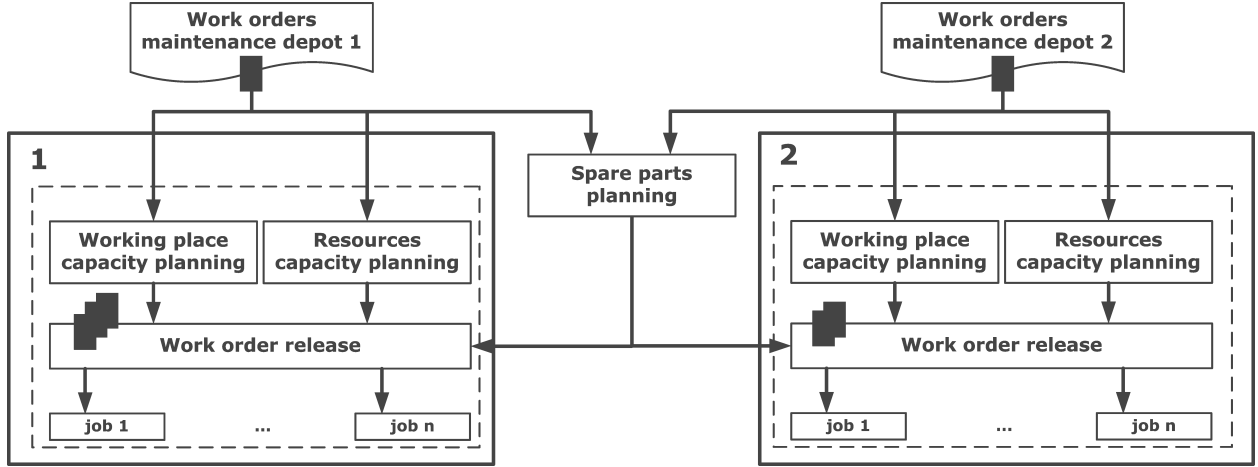 Work orders
maintenance depot 1
Work orders
maintenance depot 2
1
Spare parts
planning
2
Working place
capacity planning
Resources
capacity planning
Working place
capacity planning
Resources
capacity planning
Work order release
Work order release
job 1
...
job n
job 1
...
job n